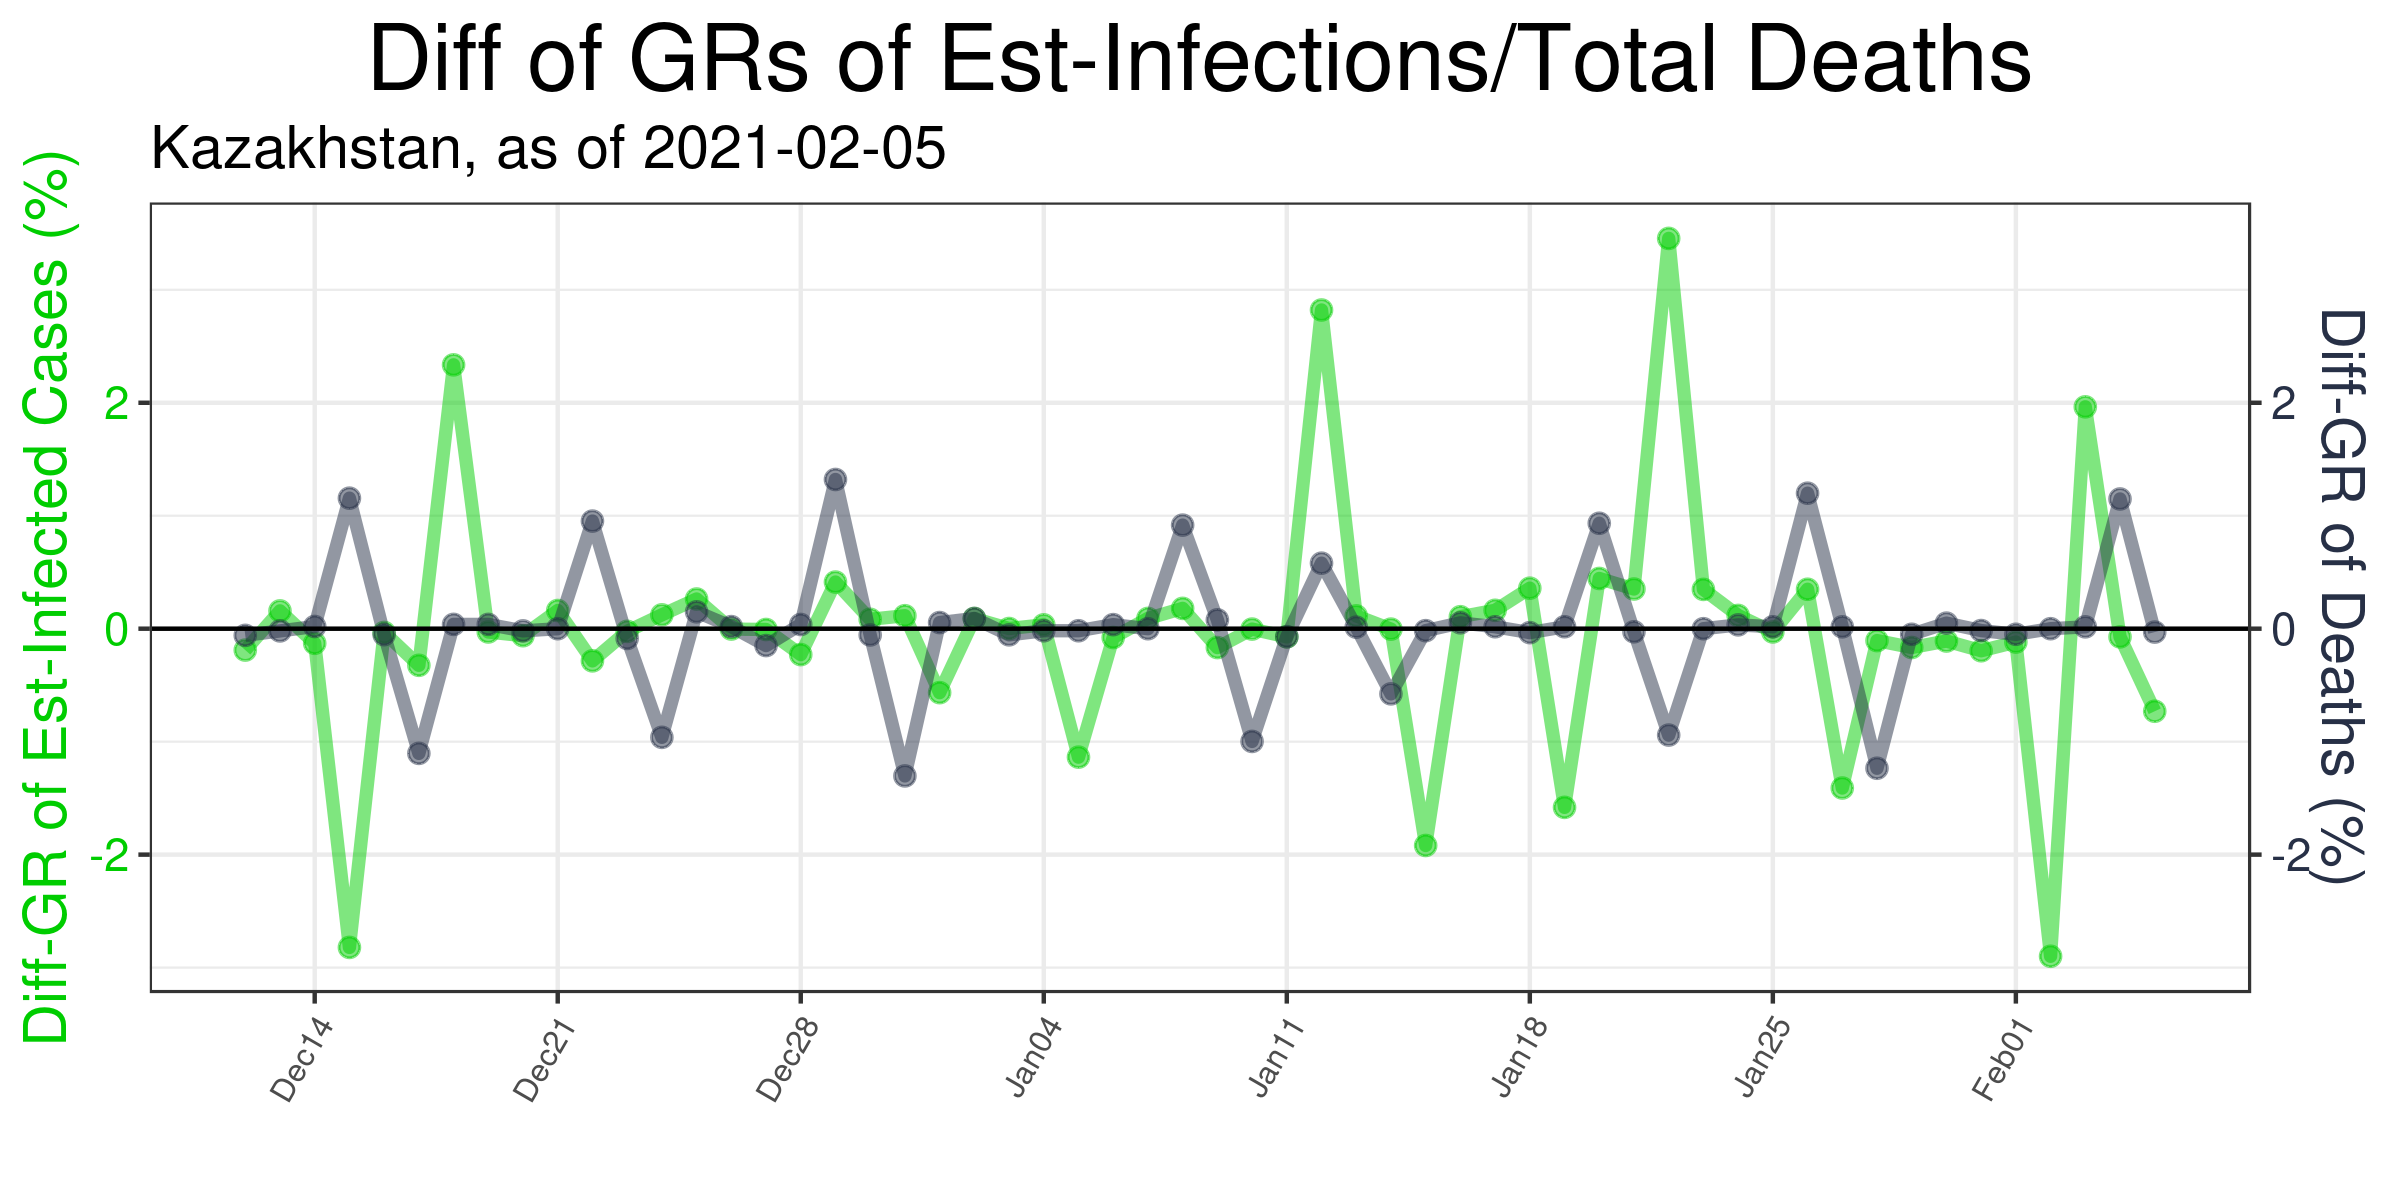 Diff of GRs of Est-Infections/Total Deaths
Kazakhstan, as of 2021-02-05
Diff-GR of Est-Infected Cases (%)
2
0
-2
2
0
-2
Diff-GR of Deaths (%)
Dec14
Dec21
Dec28
Jan04
Jan11
Jan18
Jan25
Feb01